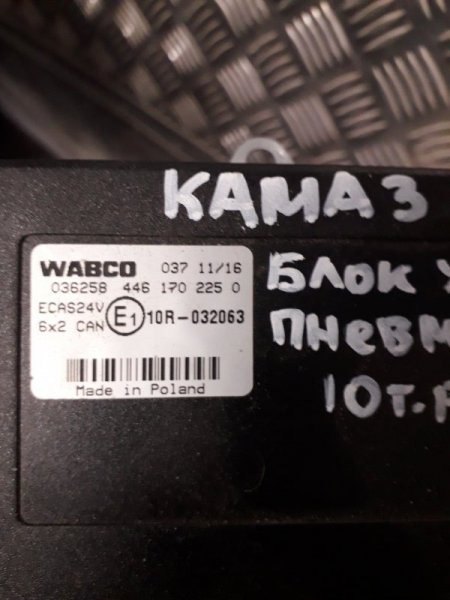 КАМАЗ
WABCO 037 11/16
036258 446 170 225 0
ECAS24V
6x2 CAN E1 10R-032063
Made in Poland
БЛОК
ПНЕВМ
10т.р